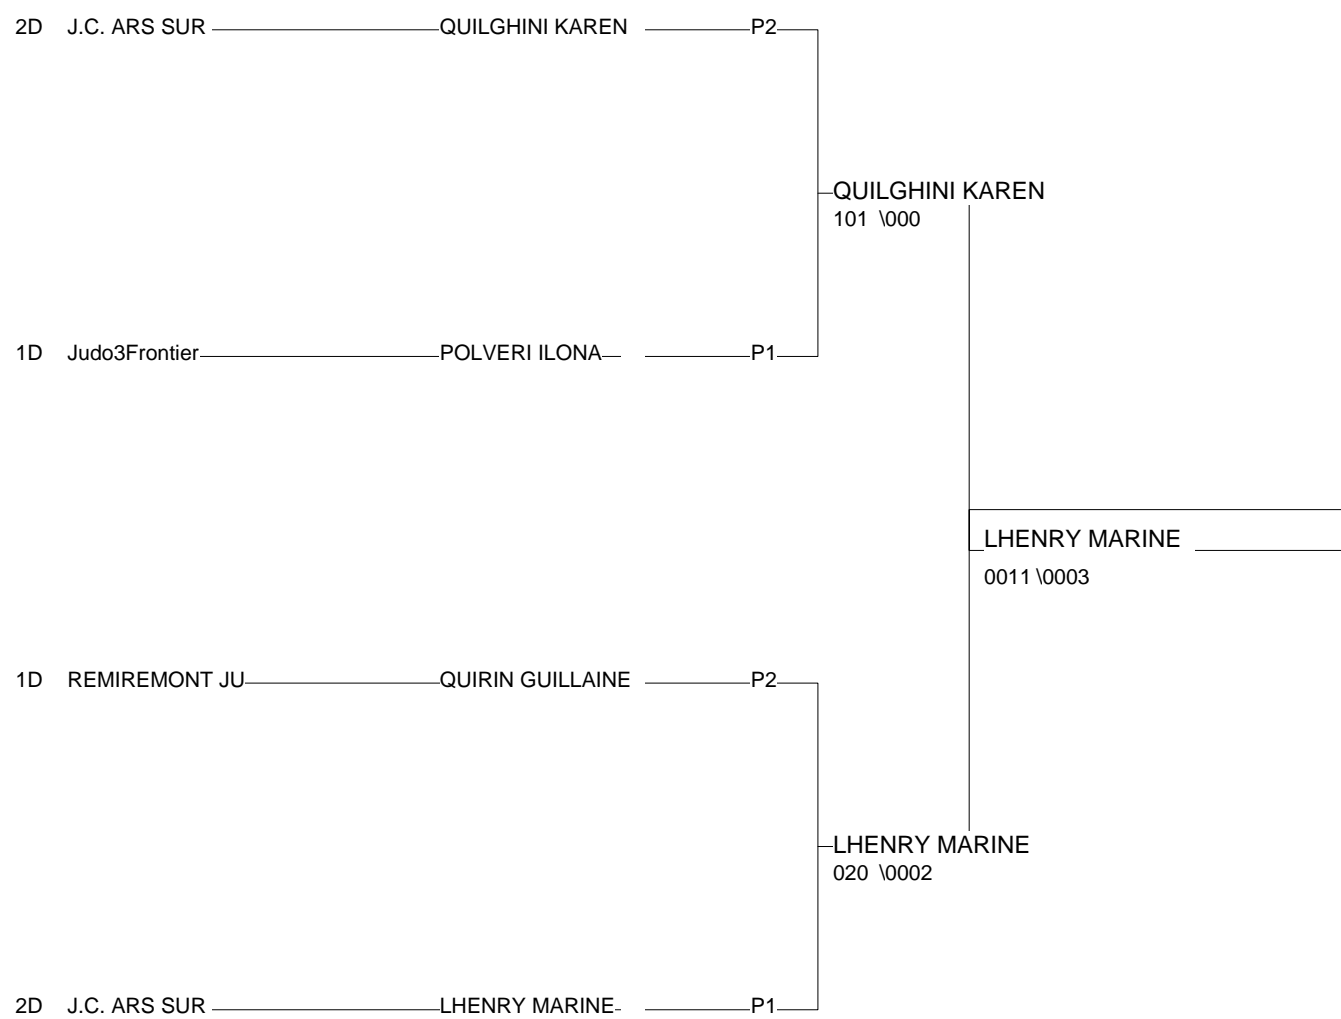 2D J.C. ARS SUR QUILGHINI KAREN P2
QUILGHINI KAREN
101 \000
1D Judo3Frontier POLVERI ILONA P1
LHENRY MARINE
0011 \0003
1D REMIREMONT JU QUIRIN GUILLAINE P2
LHENRY MARINE
020 \0002
2D J.C. ARS SUR LHENRY MARINE P1